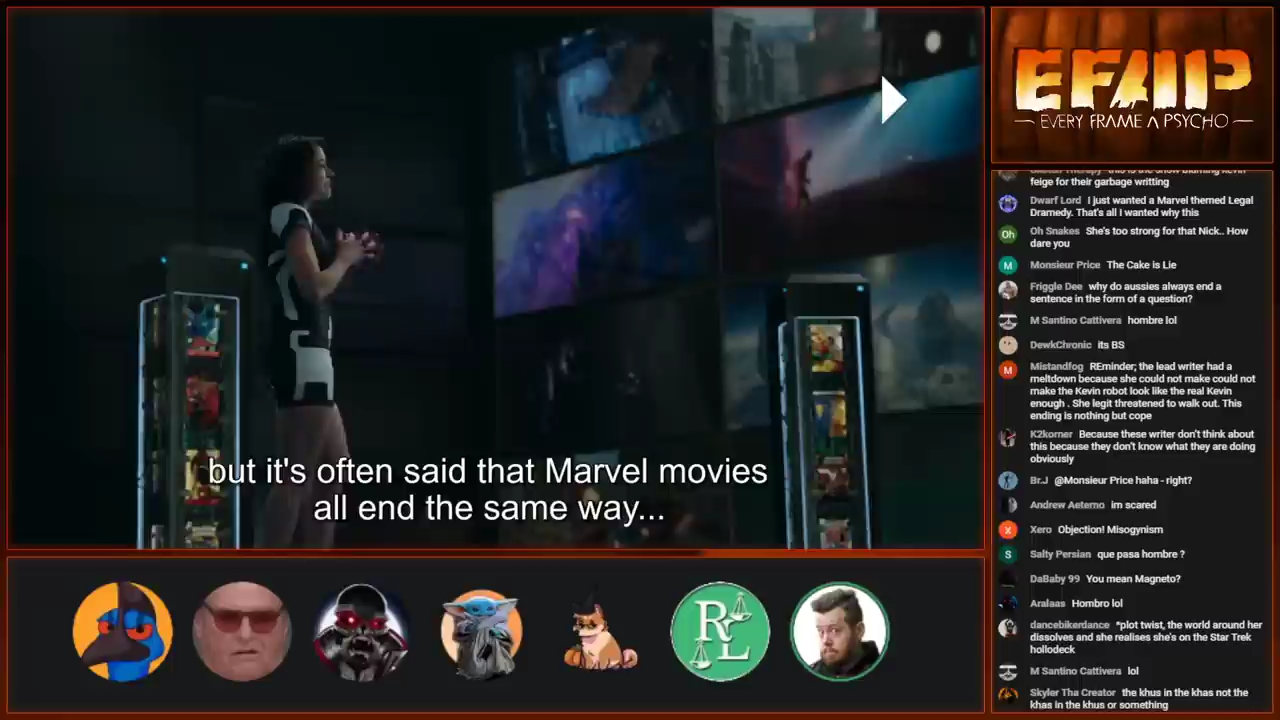 but it's often said that Marvel movies
all end the same way...
EFAP
EVERY FRAME A PSYCHO
feige for their garbage writting
Dwarf Lord I just wanted a Marvel themed Legal
Dramedy. That's all I wanted why this
Oh
Oh Snakes She's too strong for that Nick.. How
dare you
M
Monsieur Price The Cake is Lie
Friggle Dee why do aussies always end a
sentence in the form of a question?
M Santino Cattivera hombre lol
DewkChronic its BS
M
Mistandfog REminder; the lead writer had a
meltdown because she could not make could not
make the Kevin robot look like the real Kevin
enough . She legit threatened to walk out. This
ending is nothing but cope
K2korner Because these writer don't think about
this because they don't know what they are doing
obviously
Br.J @Monsieur Price haha - right?
Andrew Aeterno im scared
X
Xero Objection! Misogynism
S
Salty Persian que pasa hombre ?
DaBaby 99 You mean Magneto?
Aralaas Hombro lol
dancebikerdance *plot twist, the world around her
dissolves and she realises she's on the Star Trek
hollodeck
M Santino Cattivera lol
Skyler Tha Creator the khus in the khas not the
khas in the khus or something
RL